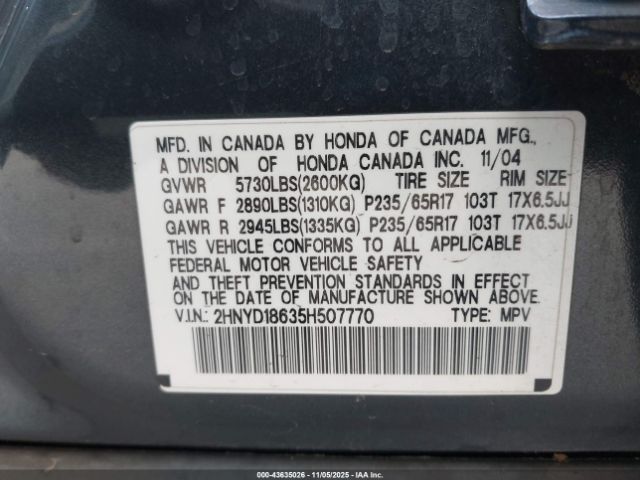 MFD. IN CANADA BY HONDA OF CANADA MFG.,
A DIVISION OF HONDA CANADA INC. 11/04
GVWR 5730LBS(2600KG) TIRE SIZE RIM SIZE
GAWR F 2890LBS(1310KG) P235/65R17 103T 17X6.5JJ
GAWR R 2945LBS(1335KG) P235/65R17 103T 17X6.5JJ
THIS VEHICLE CONFORMS TO ALL APPLICABLE
FEDERAL MOTOR VEHICLE SAFETY
AND THEFT PREVENTION STANDARDS IN EFFECT
ON THE DATE OF MANUFACTURE SHOWN ABOVE.
V.I.N.: 2HNYD18635H507770 TYPE: MPV
000-43635026 - 11/05/2025 - IAAI.COM